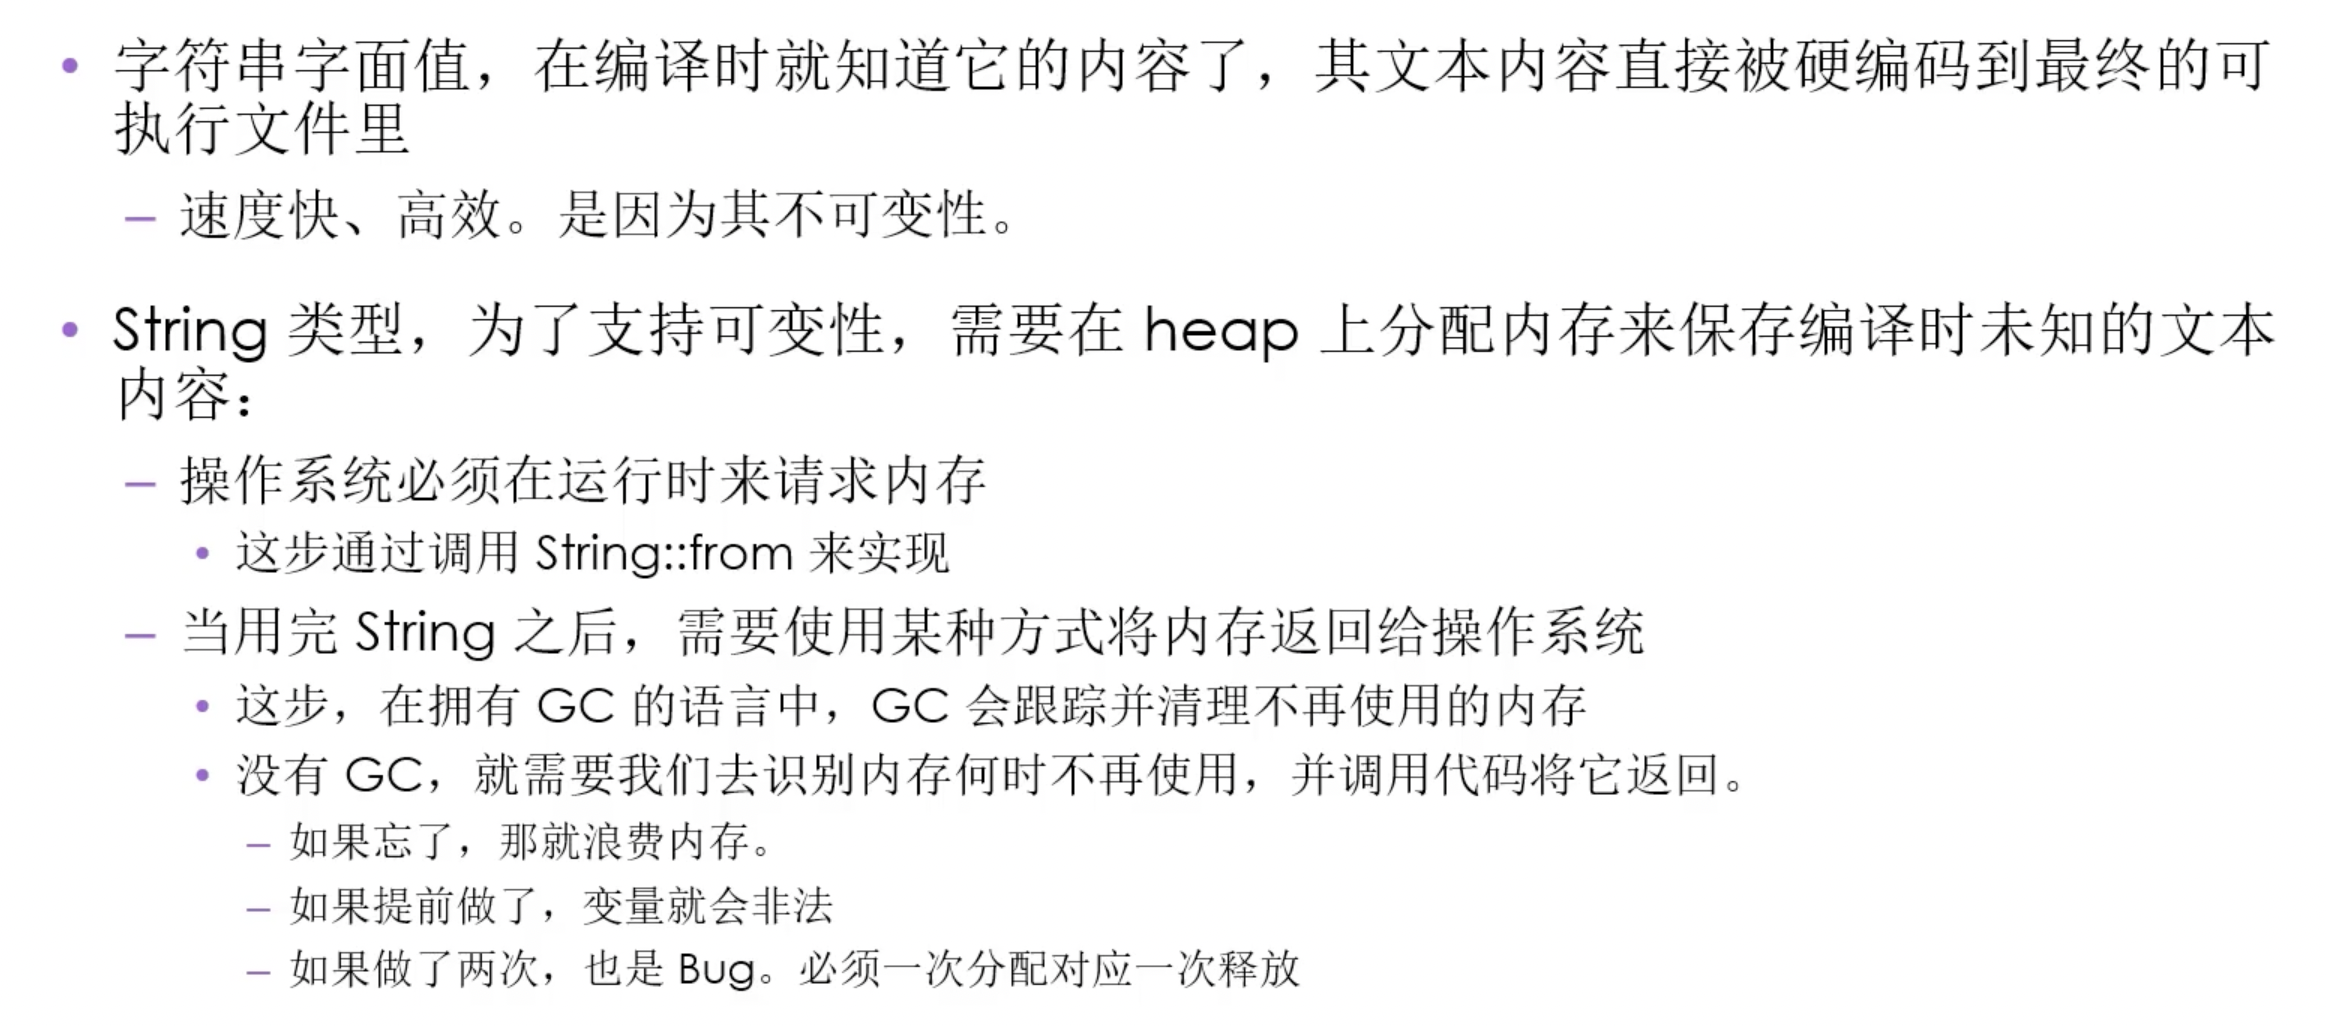 • 字符串字面值，在编译时就知道它的内容了，其文本内容直接被硬编码到最终的可
执行文件里
– 速度快、高效。是因为其不可变性。
• String 类型，为了支持可变性，需要在 heap 上分配内存来保存编译时未知的文本
内容：
– 操作系统必须在运行时来请求内存
• 这步通过调用 String::from 来实现
– 当用完 String 之后，需要使用某种方式将内存返回给操作系统
• 这步，在拥有 GC 的语言中，GC 会跟踪并清理不再使用的内存
• 没有 GC，就需要我们去识别内存何时不再使用，并调用代码将它返回。
– 如果忘了，那就浪费内存。
– 如果提前做了，变量就会非法
– 如果做了两次，也是 Bug。必须一次分配对应一次释放